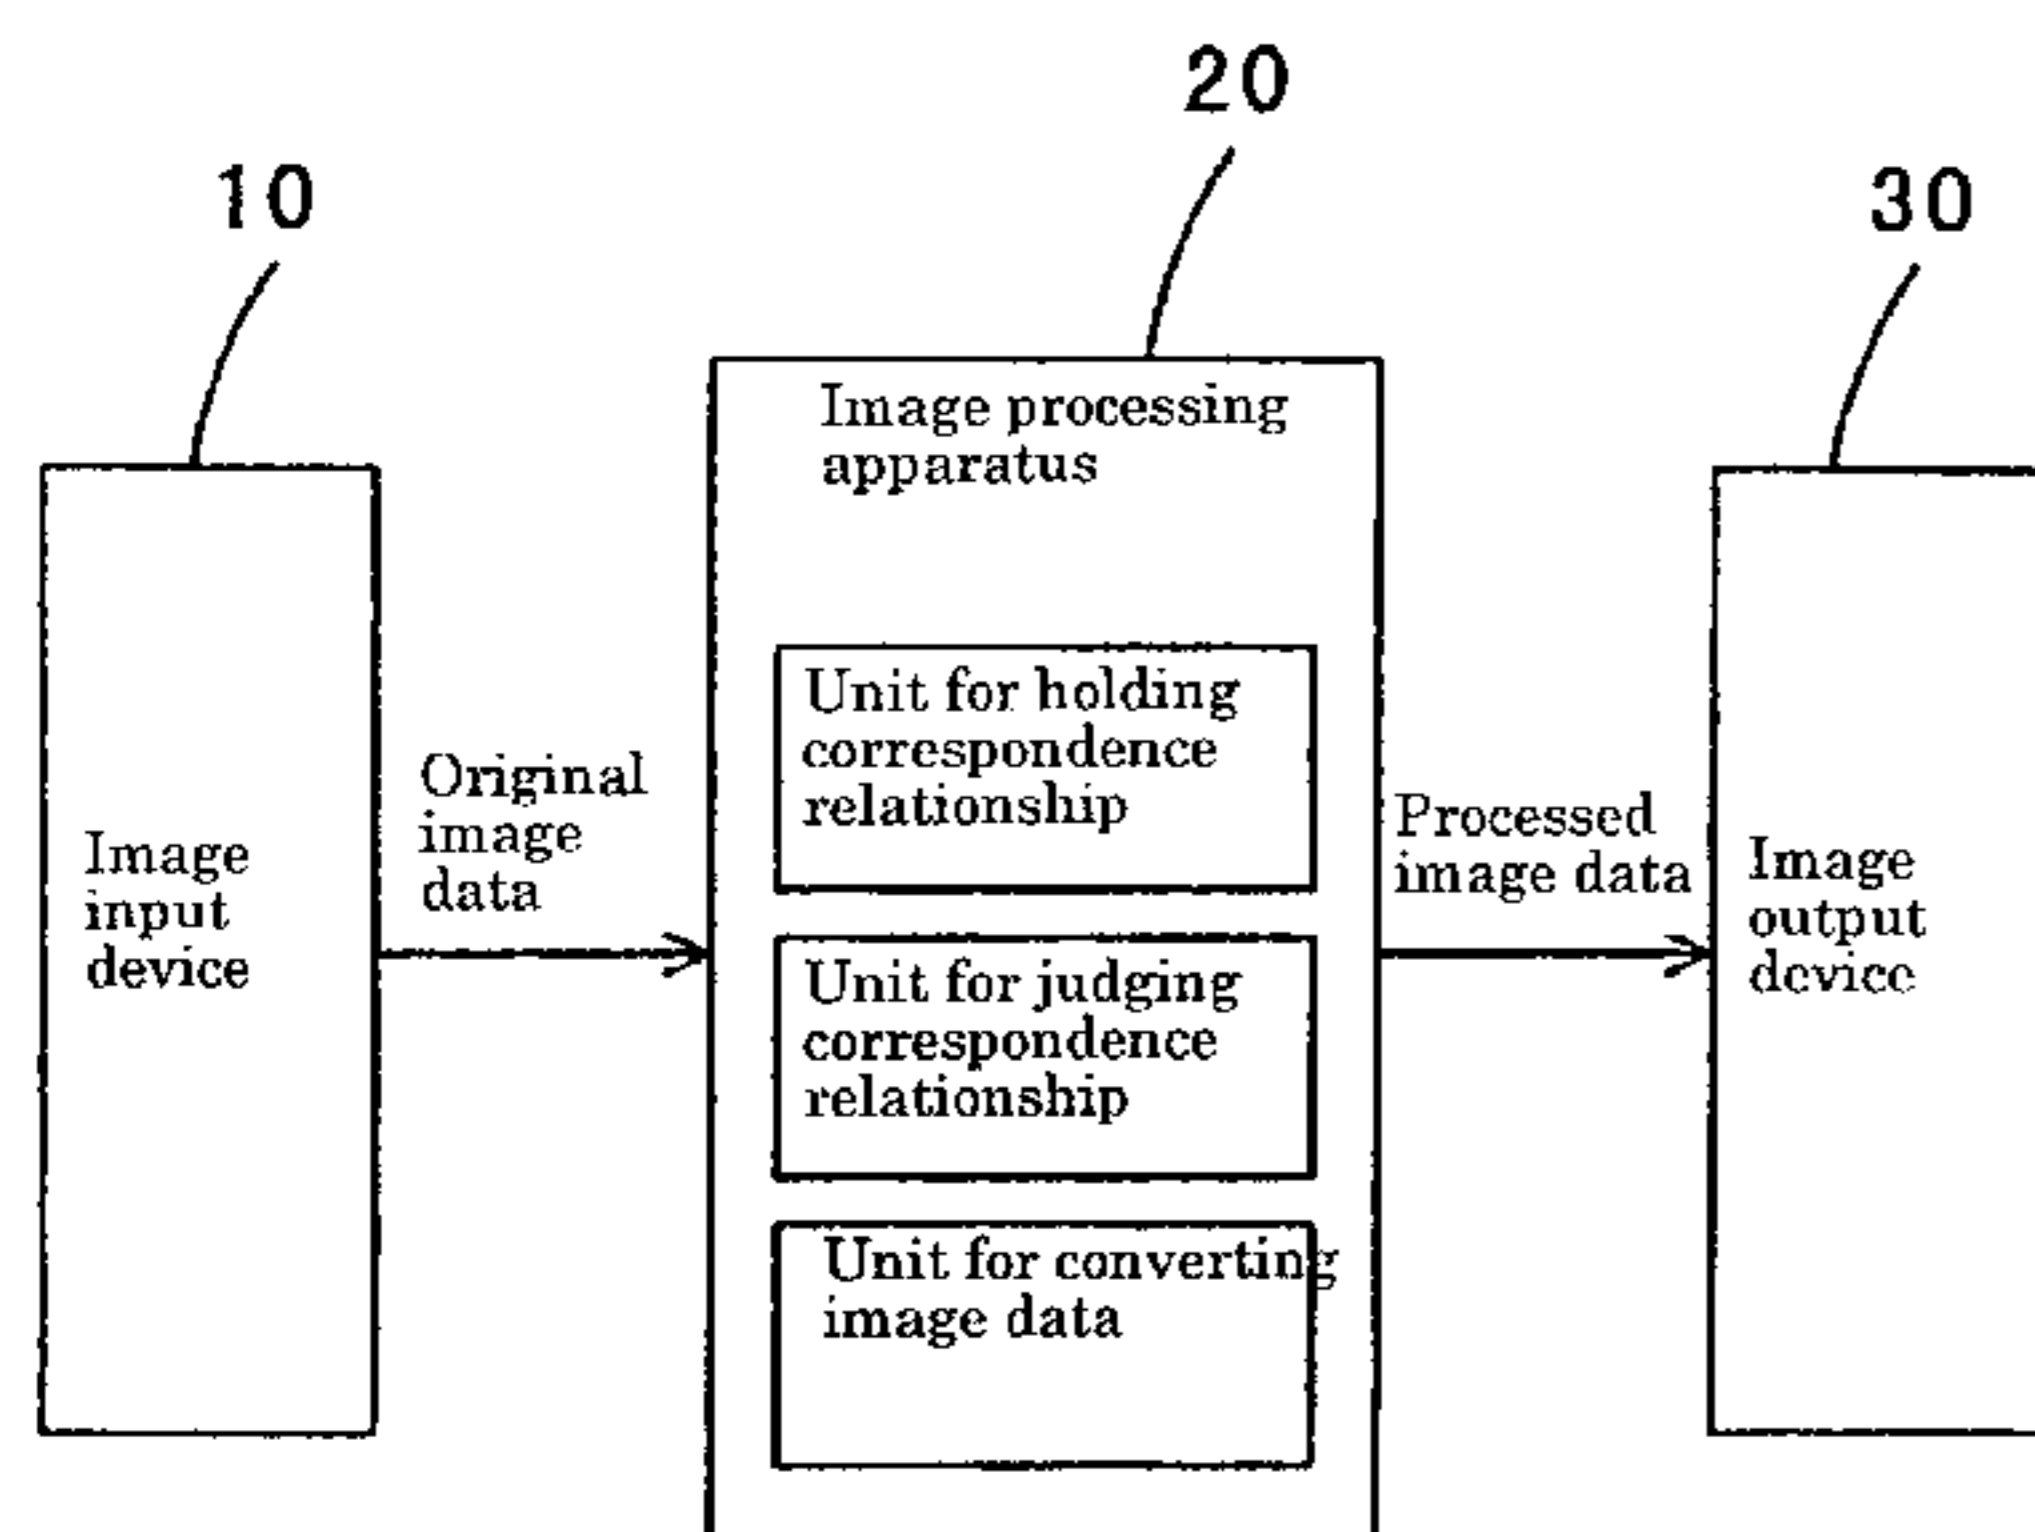 20
10
30
Image processing
apparatus
Unit for holding
correspondence
relationship
Original
image
data
Processed
image data
Image
input
device
Image
output
device
Unit for judging
correspondence
relationship
Unit for converting
image data